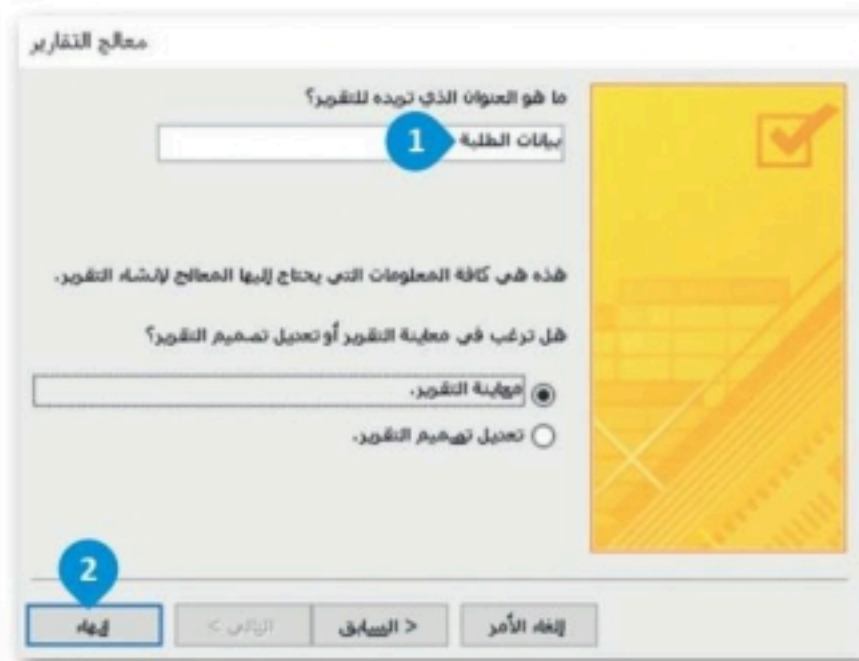 معالج التقارير
ما هو العنوان الذي تريده للتقرير؟
بيانات الطلبة
1
هذه هي كافة المعلومات التي يحتاج إليها المعالج لإنشاء التقرير.
هل ترغب في معاينة التقرير أو تعديل تصميم التقرير؟
معاينة التقرير.
تعديل تصميم التقرير.
2
إلغاء الأمر
< السابق
التالي >
إنهاء